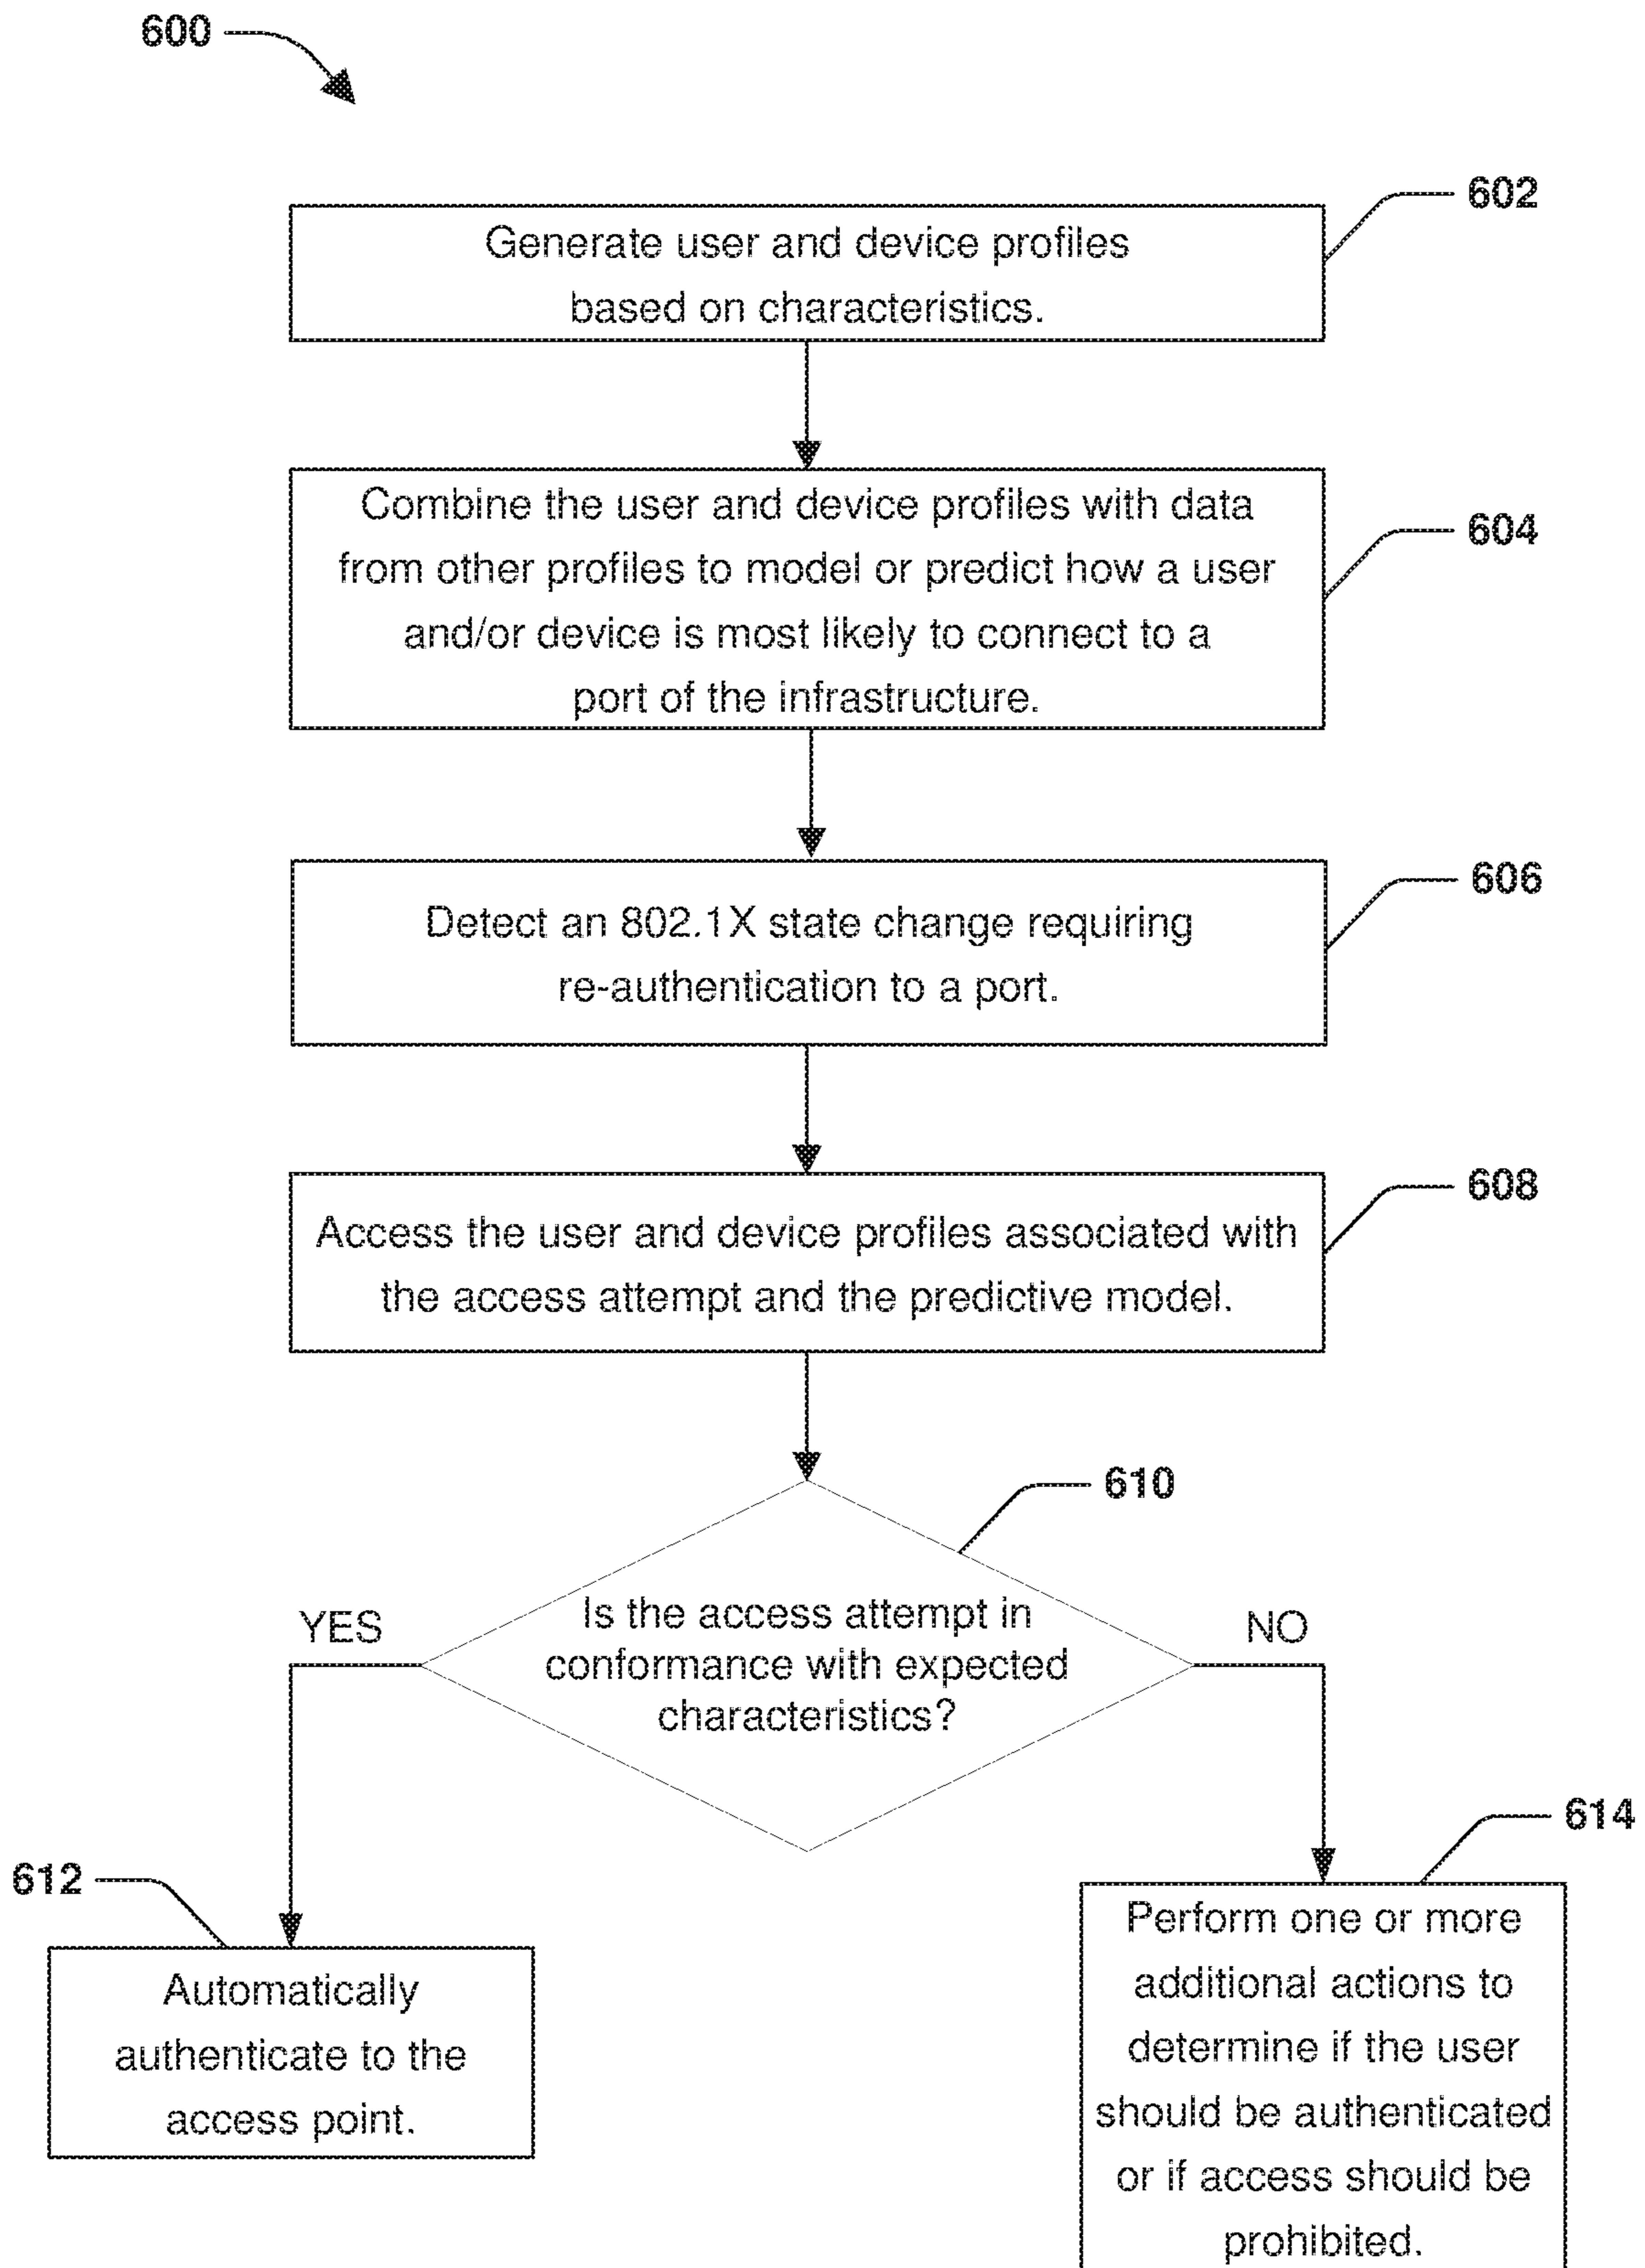 600
602
Generate user and device profiles
based on characteristics.
604
Combine the user and device profiles with data
from other profiles to model or predict how a user
and/or device is most likely to connect to a
port of the infrastructure.
606
Detect an 802.1X state change requiring
re-authentication to a port.
608
Access the user and device profiles associated with
the access attempt and the predictive model.
610
Is the access attempt in
conformance with expected
characteristics?
YES
NO
612
Automatically
authenticate to the
access point.
614
Perform one or more
additional actions to
determine if the user
should be authenticated
or if access should be
prohibited.